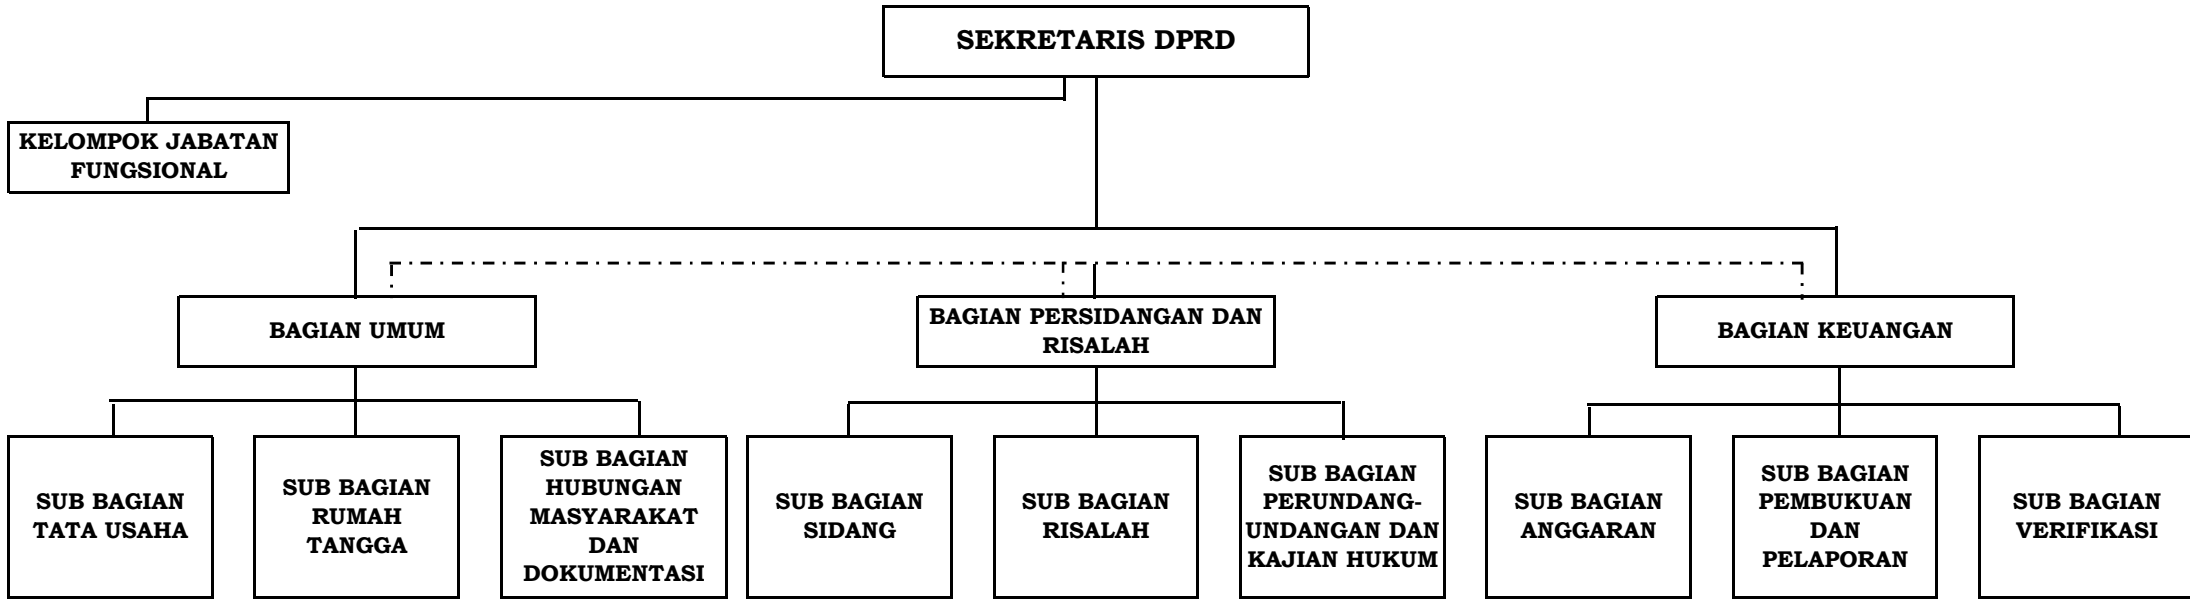 SEKRETARIS DPRD
KELOMPOK JABATAN
FUNGSIONAL
BAGIAN UMUM
BAGIAN PERSIDANGAN DAN
RISALAH
BAGIAN KEUANGAN
SUB BAGIAN
TATA USAHA
SUB BAGIAN
RUMAH
TANGGA
SUB BAGIAN
HUBUNGAN
MASYARAKAT
DAN
DOKUMENTASI
SUB BAGIAN
SIDANG
SUB BAGIAN
RISALAH
SUB BAGIAN
PERUNDANG-
UNDANGAN DAN
KAJIAN HUKUM
SUB BAGIAN
ANGGARAN
SUB BAGIAN
PEMBUKUAN
DAN
PELAPORAN
SUB BAGIAN
VERIFIKASI